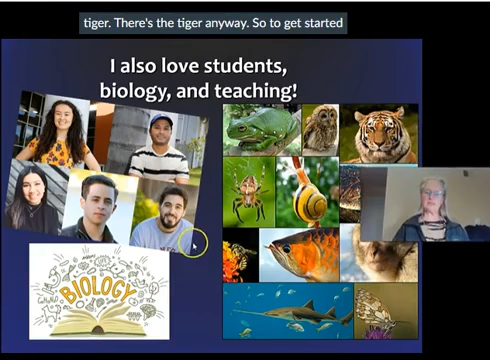 tiger. There's the tiger anyway. So to get started
I also love students,
biology, and teaching!
BIOLOGY